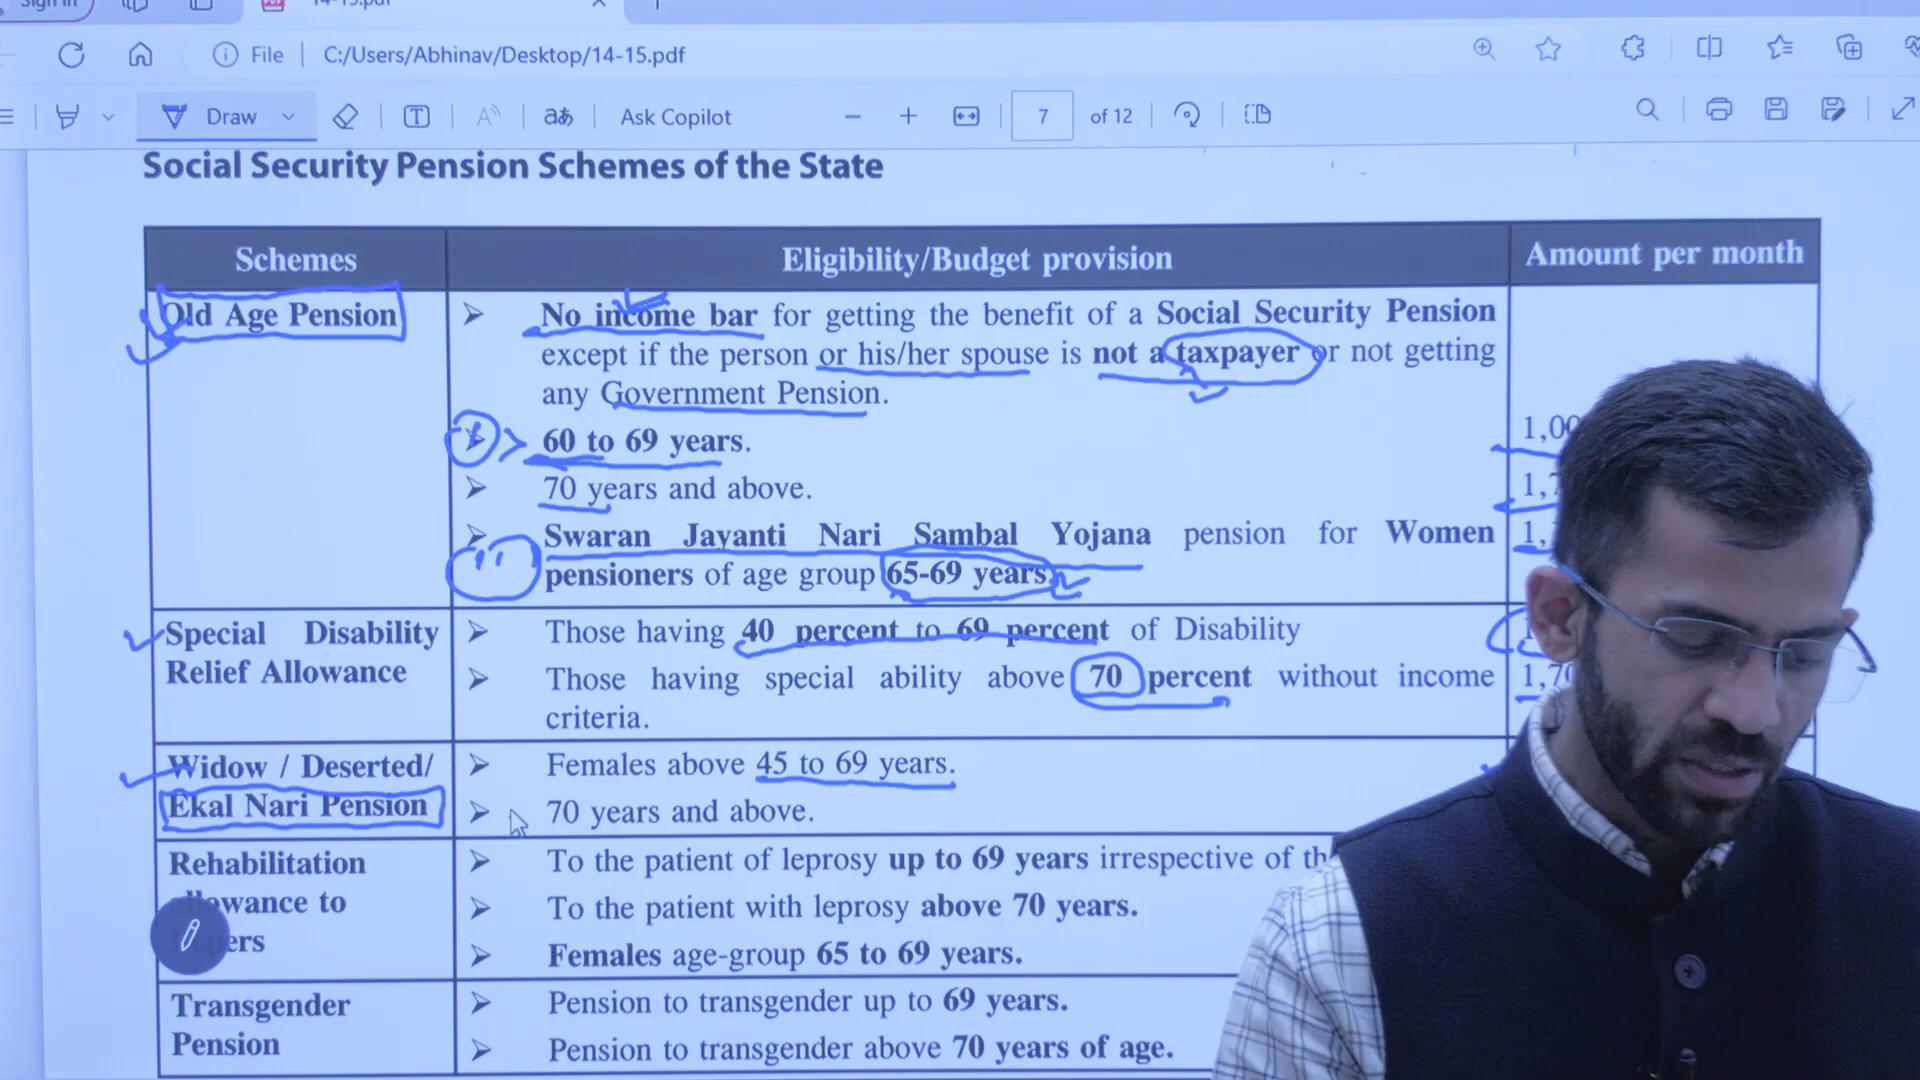 Sign in
14-15.pdf
File C:/Users/Abhinav/Desktop/14-15.pdf
Draw Ask Copilot 7 of 12
Social Security Pension Schemes of the State
Schemes Eligibility/Budget provision Amount per month
Old Age Pension No income bar for getting the benefit of a Social Security Pension
except if the person or his/her spouse is not a taxpayer or not getting
any Government Pension.
60 to 69 years.
70 years and above.
Swaran Jayanti Nari Sambal Yojana pension for Women
pensioners of age group 65-69 years
Special Disability Those having 40 percent to 69 percent of Disability
Relief Allowance Those having special ability above 70 percent without income
criteria.
Widow / Deserted/ Females above 45 to 69 years.
Ekal Nari Pension 70 years and above.
Rehabilitation To the patient of leprosy up to 69 years irrespective of
to To the patient with leprosy above 70 years.
Females age-group 65 to 69 years.
Transgender Pension to transgender up to 69 years.
Pension Pension to transgender above 70 years of age.